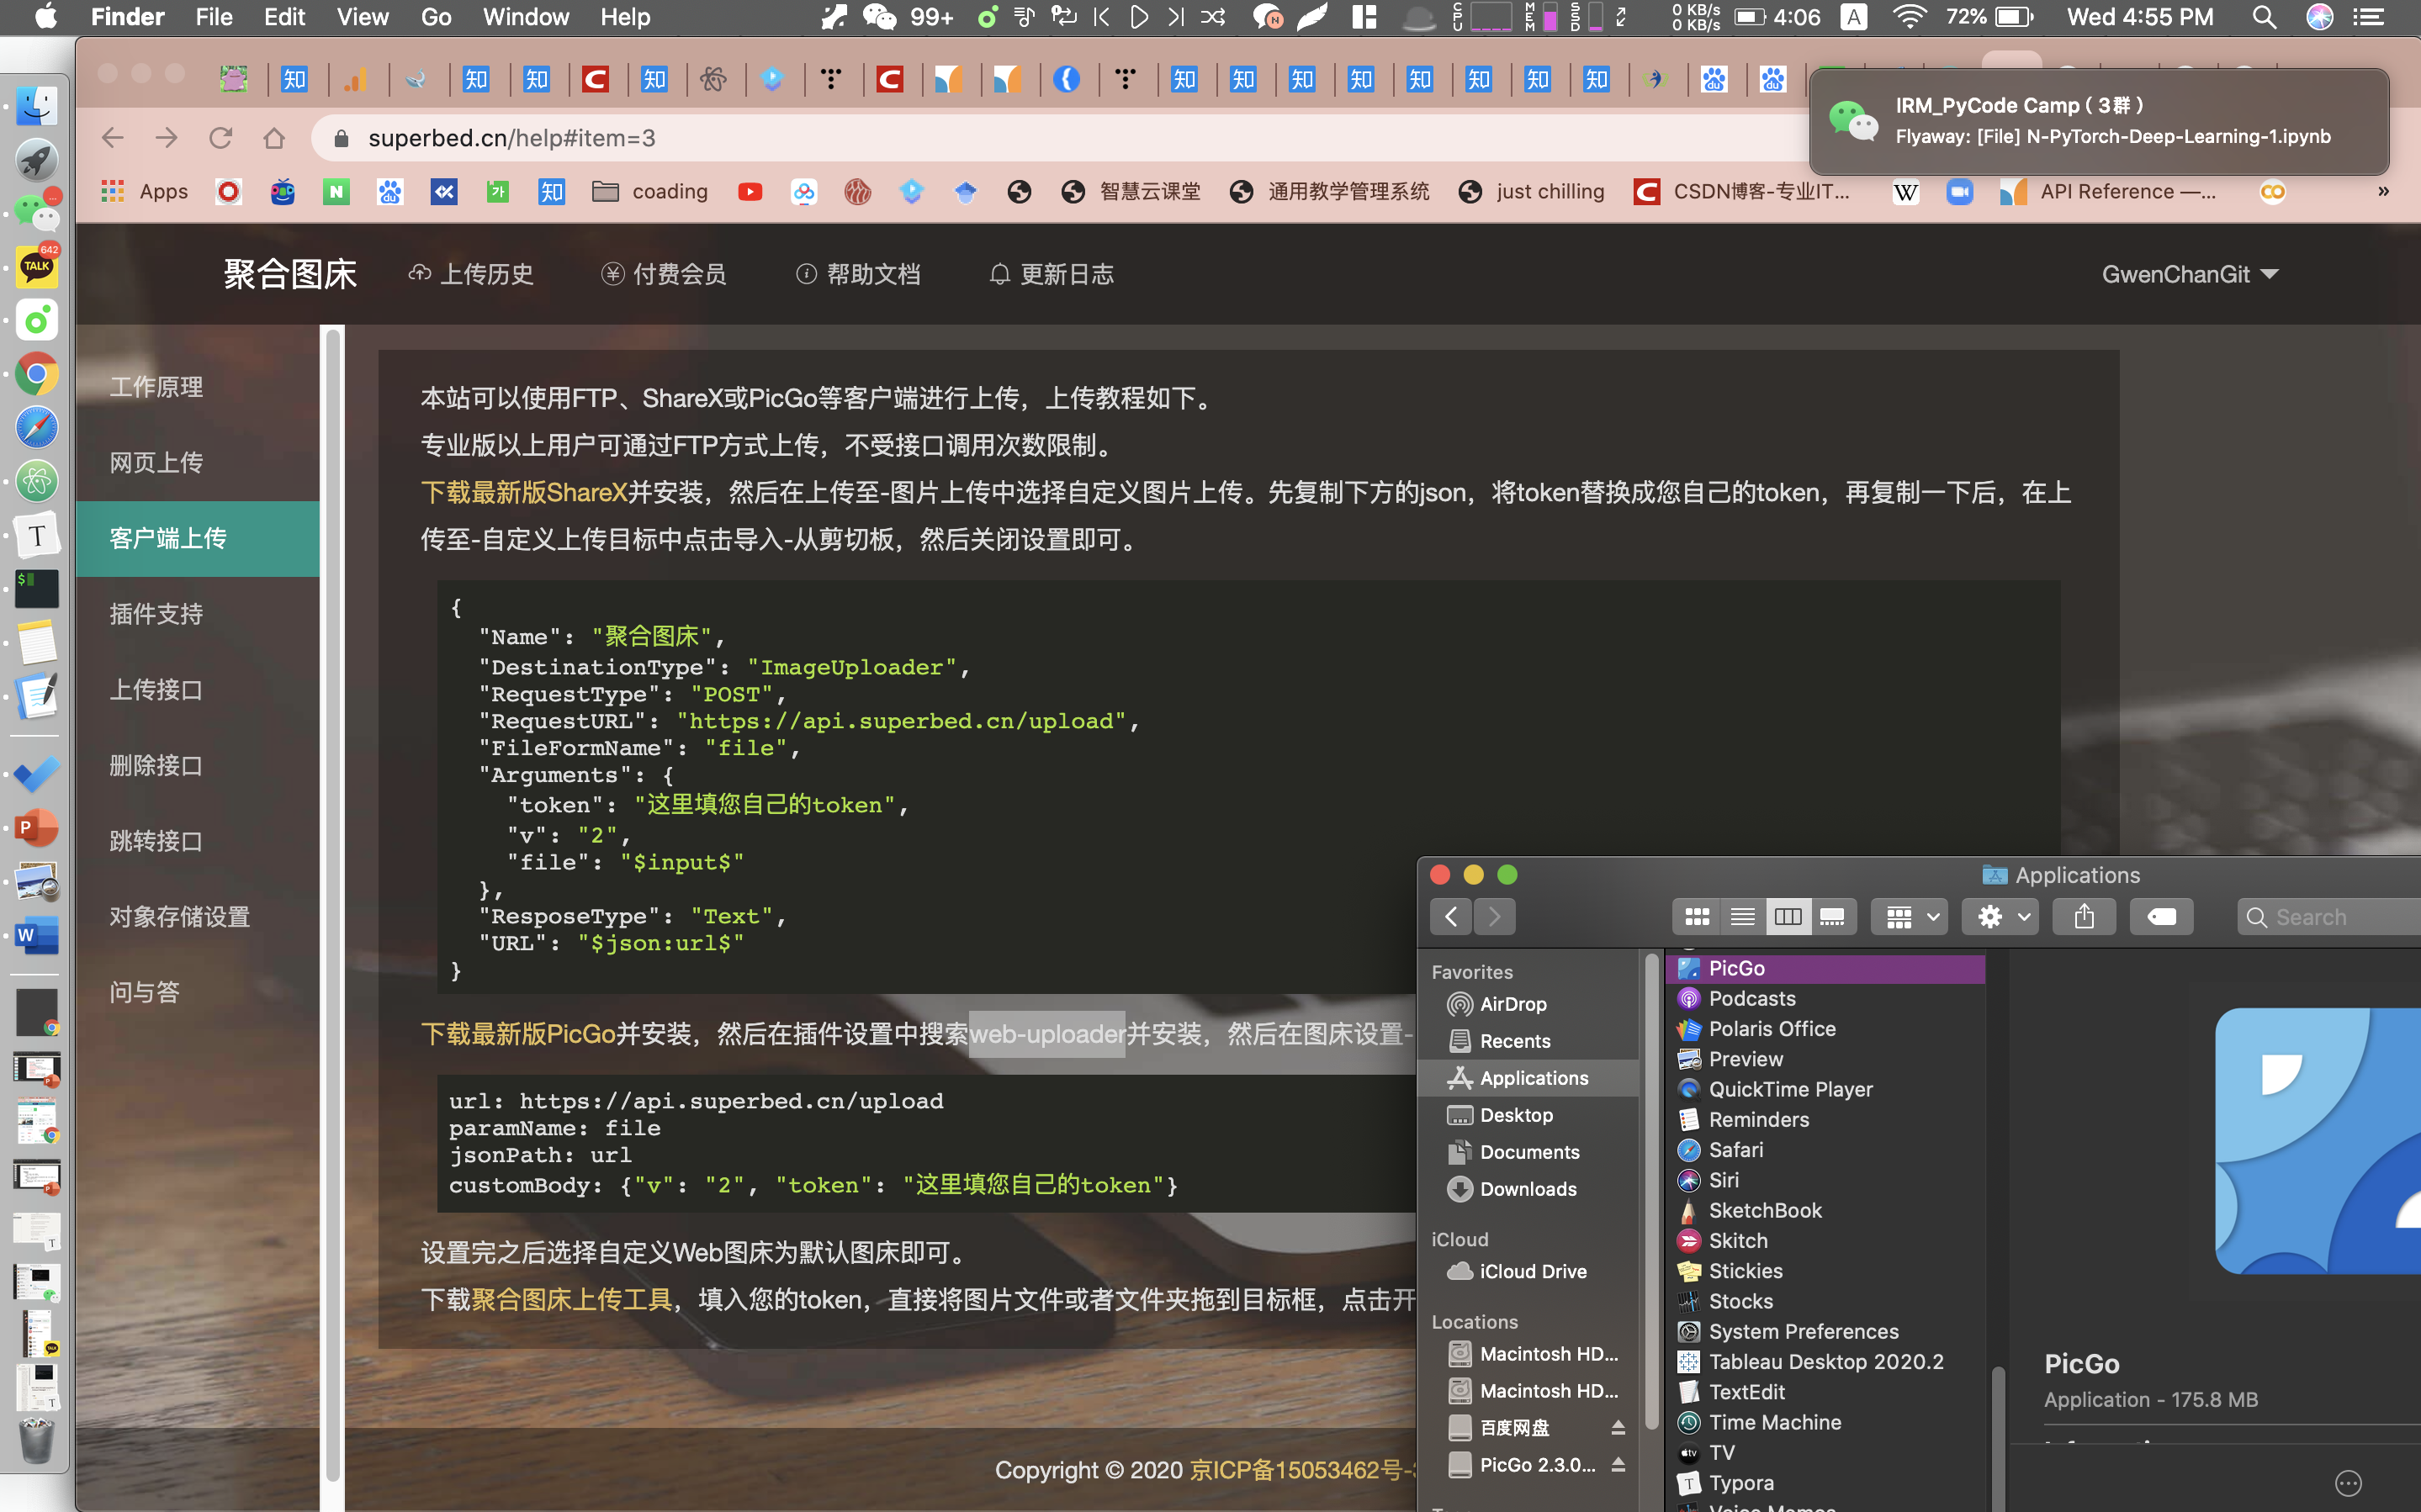 Finder File Edit View Go Window Help 99+ CPU MEM SSD 0 KB/s 0 KB/s 4:06 A 72% Wed 4:55 PM
IRM_PyCode Camp ( 3群 )
Flyaway: [File] N-PyTorch-Deep-Learning-1.ipynb
superbed.cn/help#item=3
Apps coading 智慧云课堂 通用教学管理系统 just chilling CSDN博客-专业IT... API Reference —...
聚合图床 上传历史 付费会员 帮助文档 更新日志 GwenChanGit
工作原理
网页上传
客户端上传
插件支持
上传接口
删除接口
跳转接口
对象存储设置
问与答
本站可以使用FTP、ShareX或PicGo等客户端进行上传，上传教程如下。
专业版以上用户可通过FTP方式上传，不受接口调用次数限制。
下载最新版ShareX并安装，然后在上传至-图片上传中选择自定义图片上传。先复制下方的json，将token替换成您自己的token，再复制一下后，在上
传至-自定义上传目标中点击导入-从剪切板，然后关闭设置即可。
{
"Name": "聚合图床",
"DestinationType": "ImageUploader",
"RequestType": "POST",
"RequestURL": "https://api.superbed.cn/upload",
"FileFormName": "file",
"Arguments": {
"token": "这里填您自己的token",
"v": "2",
"file": "$input$"
},
"ResposeType": "Text",
"URL": "$json:url$"
}
下载最新版PicGo并安装，然后在插件设置中搜索web-uploader并安装，然后在图床设置-
url: https://api.superbed.cn/upload
paramName: file
jsonPath: url
customBody: {"v": "2", "token": "这里填您自己的token"}
设置完之后选择自定义Web图床为默认图床即可。
下载聚合图床上传工具，填入您的token，直接将图片文件或者文件夹拖到目标框，点击开
Copyright © 2020 京ICP备15053462号-
Applications
Search
Favorites
AirDrop
Recents
Applications
Desktop
Documents
Downloads
iCloud
iCloud Drive
Locations
Macintosh HD...
Macintosh HD...
百度网盘
PicGo 2.3.0...
PicGo
Podcasts
Polaris Office
Preview
QuickTime Player
Reminders
Safari
Siri
SketchBook
Skitch
Stickies
Stocks
System Preferences
Tableau Desktop 2020.2
TextEdit
Time Machine
TV
Typora
PicGo
Application - 175.8 MB
642
TALK